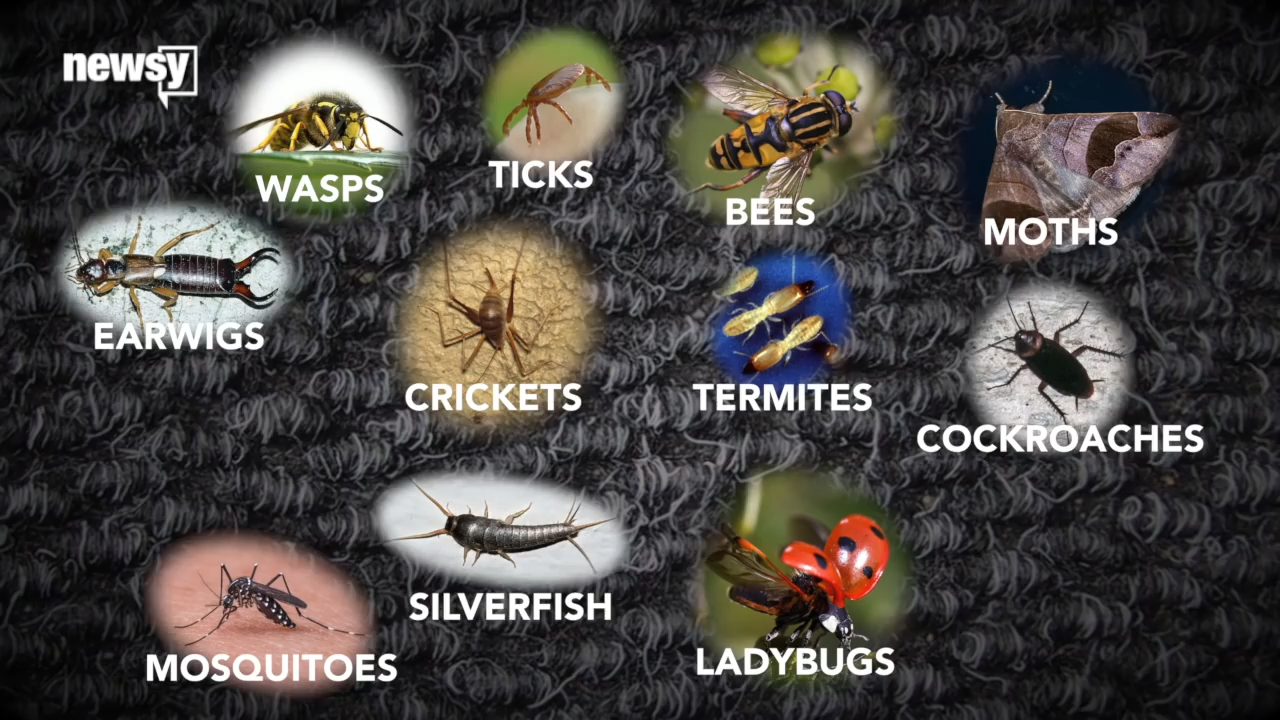 newsy
WASPS
TICKS
BEES
MOTHS
EARWIGS
CRICKETS
TERMITES
COCKROACHES
SILVERFISH
MOSQUITOES
LADYBUGS